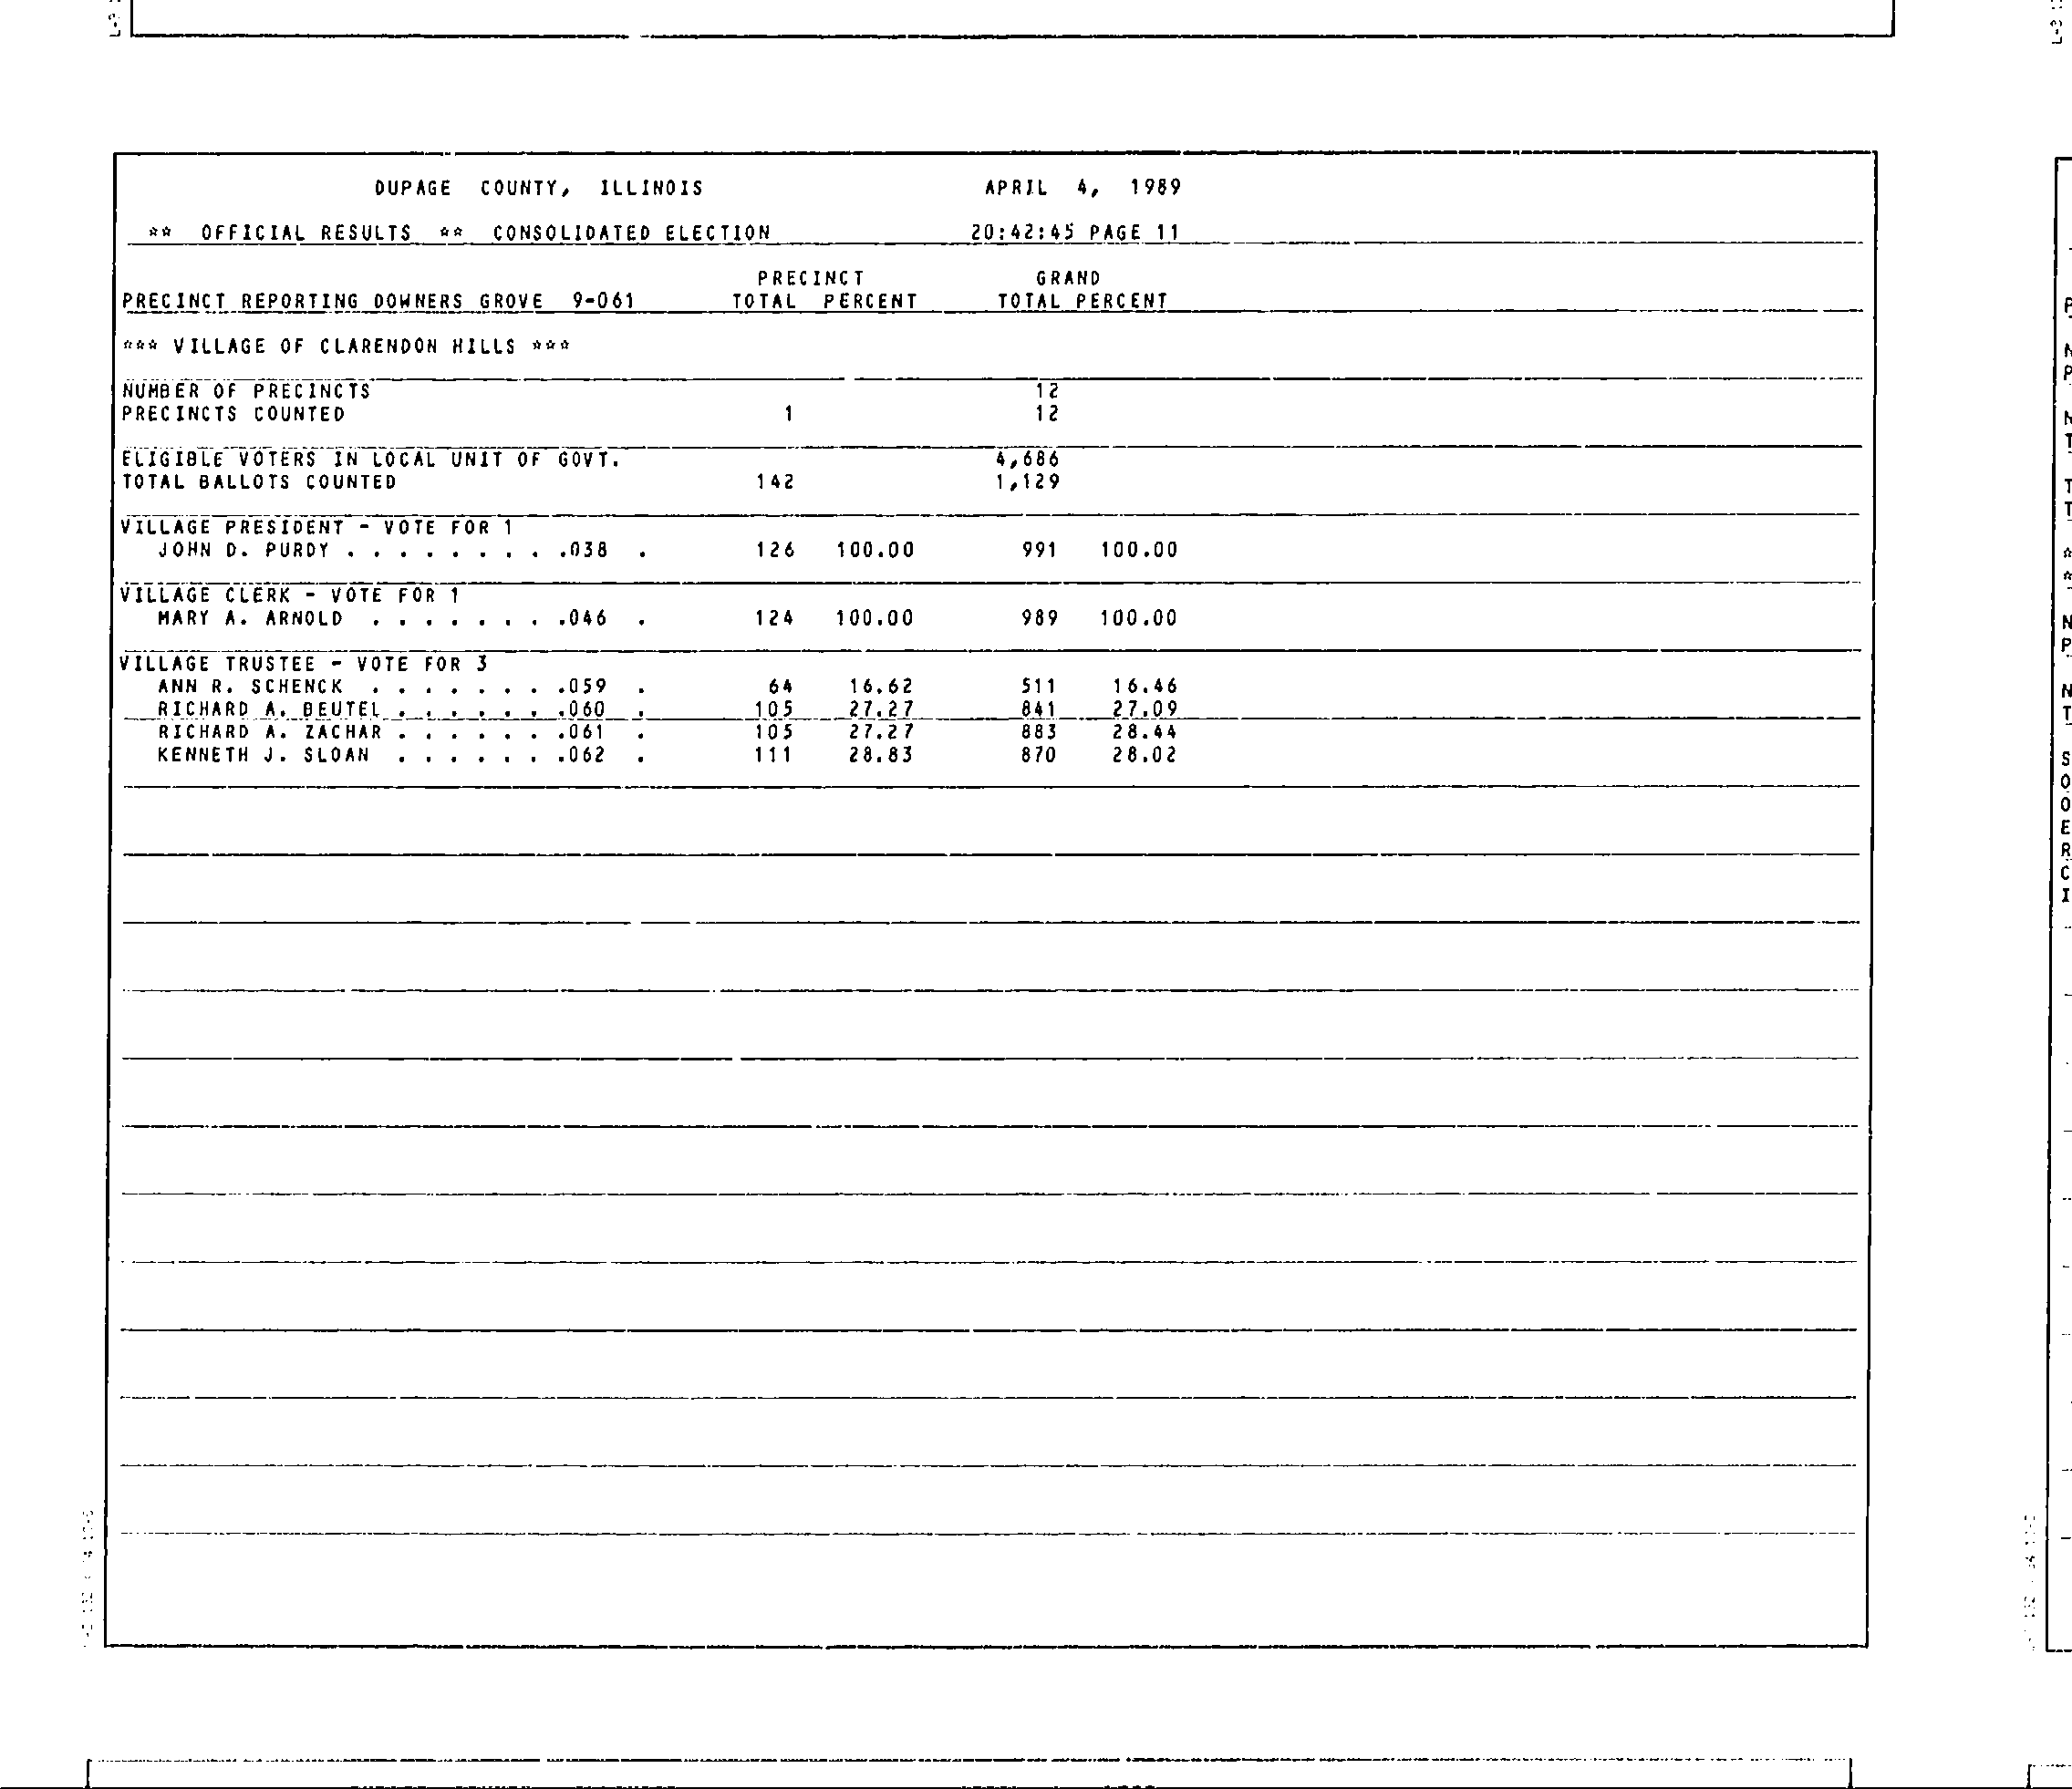 DUPAGE COUNTY, ILLINOIS APRIL 4, 1989
** OFFICIAL RESULTS ** CONSOLIDATED ELECTION 20:42:45 PAGE 11
PRECINCT GRAND
PRECINCT REPORTING DOWNERS GROVE 9-061 TOTAL PERCENT TOTAL PERCENT
*** VILLAGE OF CLARENDON HILLS ***
NUMBER OF PRECINCTS 12
PRECINCTS COUNTED 1 12
ELIGIBLE VOTERS IN LOCAL UNIT OF GOVT. 4,686
TOTAL BALLOTS COUNTED 142 1,129
VILLAGE PRESIDENT - VOTE FOR 1
JOHN D. PURDY . . . . . . . . .038 . 126 100.00 991 100.00
VILLAGE CLERK - VOTE FOR 1
MARY A. ARNOLD . . . . . . . .046 . 124 100.00 989 100.00
VILLAGE TRUSTEE - VOTE FOR 3
ANN R. SCHENCK . . . . . . . .059 . 64 16.62 511 16.46
RICHARD A. BEUTEL . . . . . . .060 . 105 27.27 841 27.09
RICHARD A. ZACHAR . . . . . . .061 . 105 27.27 883 28.44
KENNETH J. SLOAN . . . . . . .062 . 111 28.83 870 28.02